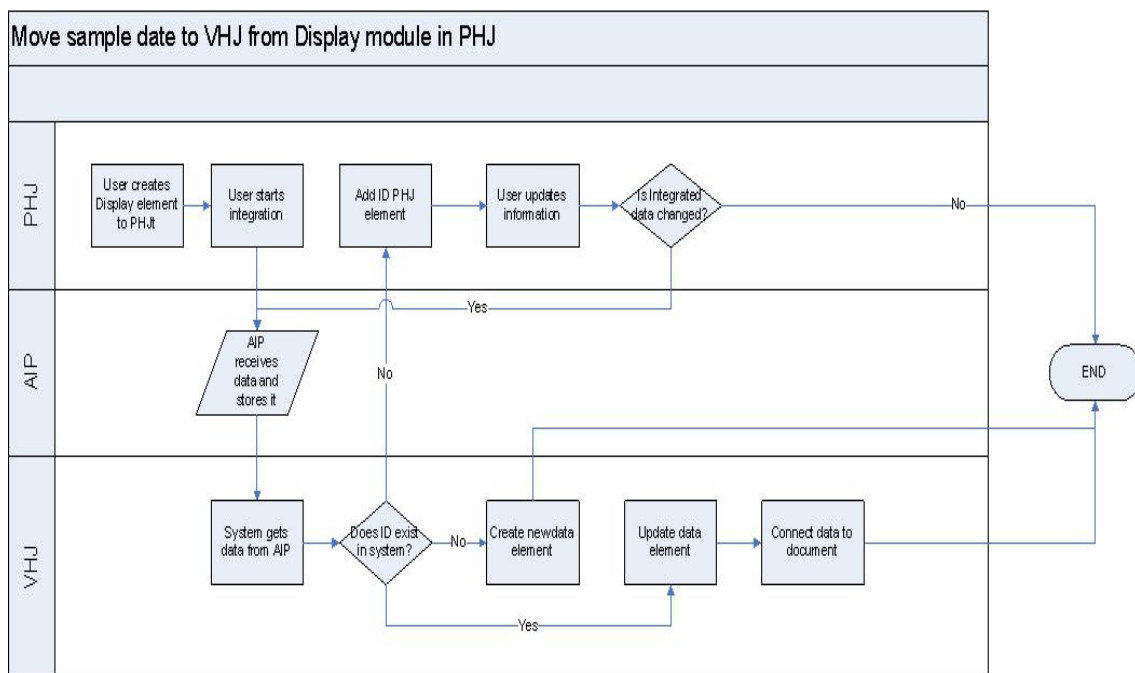 Move sample date to VHJ from Display module in PHJ
PHJ
User creates
Display element
to PHJt
User starts
integration
Add ID PHJ
element
User updates
information
Is Integrated
data changed?
No
Yes
AIP
AIP
receives
data and
stores it
No
END
VHJ
System gets
data from AIP
Does ID exist
in system?
No
Create newdata
element
Update data
element
Connect data to
document
Yes